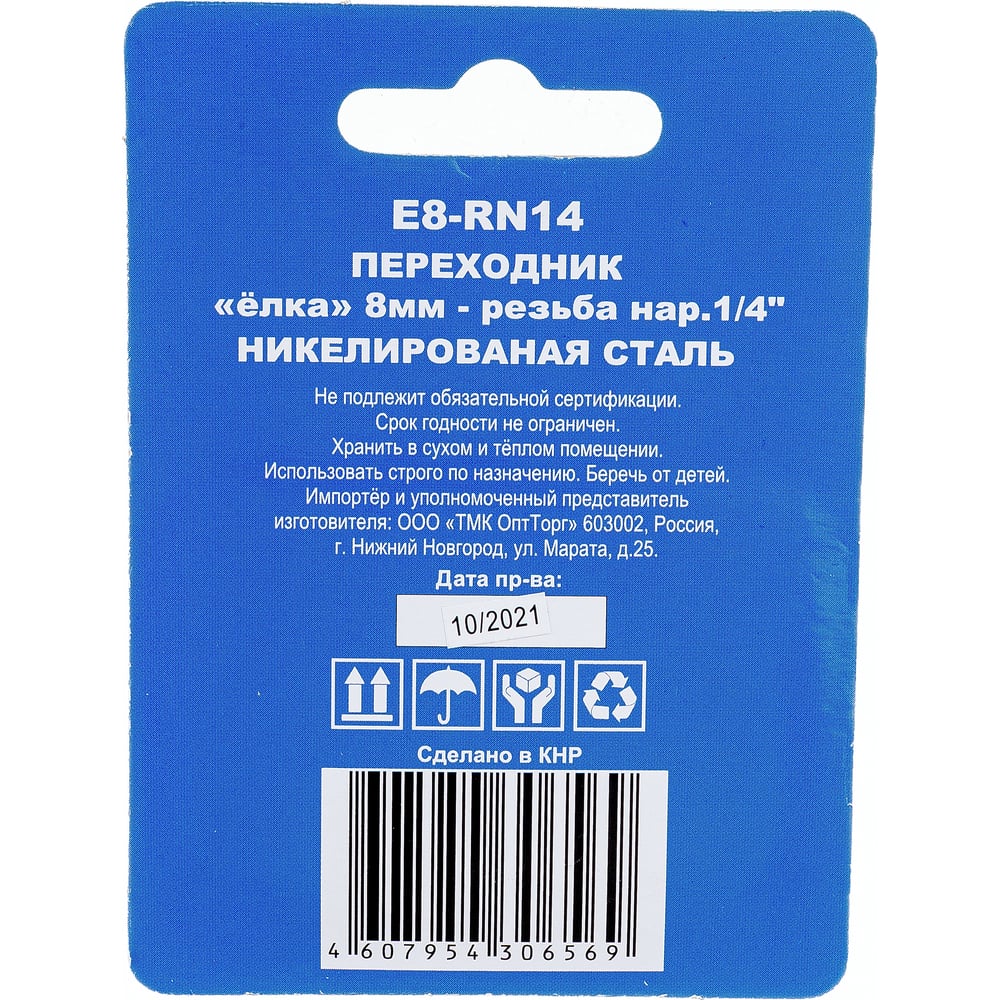 E8-RN14
ПЕРЕХОДНИК
«ёлка» 8мм - резьба нар.1/4"
НИКЕЛИРОВАНАЯ СТАЛЬ
Не подлежит обязательной сертификации.
Срок годности не ограничен.
Хранить в сухом и тёплом помещении.
Использовать строго по назначению. Беречь от детей.
Импортёр и уполномоченный представитель
изготовителя: ООО «ТМК ОптТорг» 603002, Россия,
г. Нижний Новгород, ул. Марата, д.25.
Дата пр-ва:
10/2021
Сделано в КНР
4 607954 306569